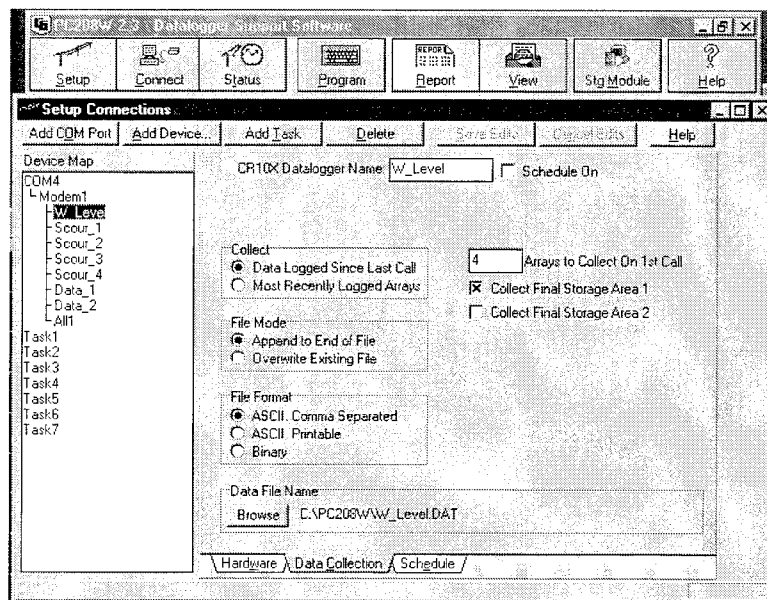 PC208W 2.3 : Datalogger Support Software
Setup
Connect
Status
Program
Report
View
Stg Module
Help
REPORT
Setup Connections
Add COM Port
Add Device...
Add Task
Delete
Save Edits
Cancel Edits
Help
Device Map
COM4
Modem1
W_Level
Scour_1
Scour_2
Scour_3
Scour_4
Data_1
Data_2
All1
Task1
Task2
Task3
Task4
Task5
Task6
Task7
CR10X Datalogger Name: W_Level
Schedule On
Collect
Data Logged Since Last Call
Most Recently Logged Arrays
4 Arrays to Collect On 1st Call
Collect Final Storage Area 1
Collect Final Storage Area 2
File Mode
Append to End of File
Overwrite Existing File
File Format
ASCII, Comma Separated
ASCII, Printable
Binary
Data File Name
Browse C:\PC208W\W_Level.DAT
Hardware
Data Collection
Schedule